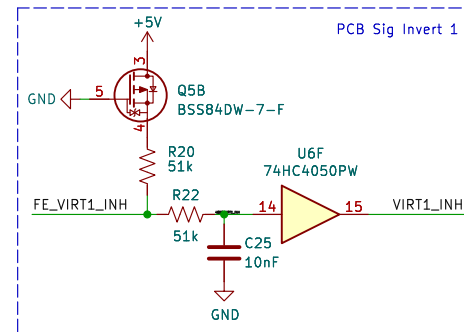 +5V
PCB Sig Invert 1
3
Q5B
GND
5
BSS84DW-7-F
4
R20
51k
U6F
74HC4050PW
R22
FE_VIRT1_INH
14
15
VIRT1_INH
51k
C25
10nF
GND